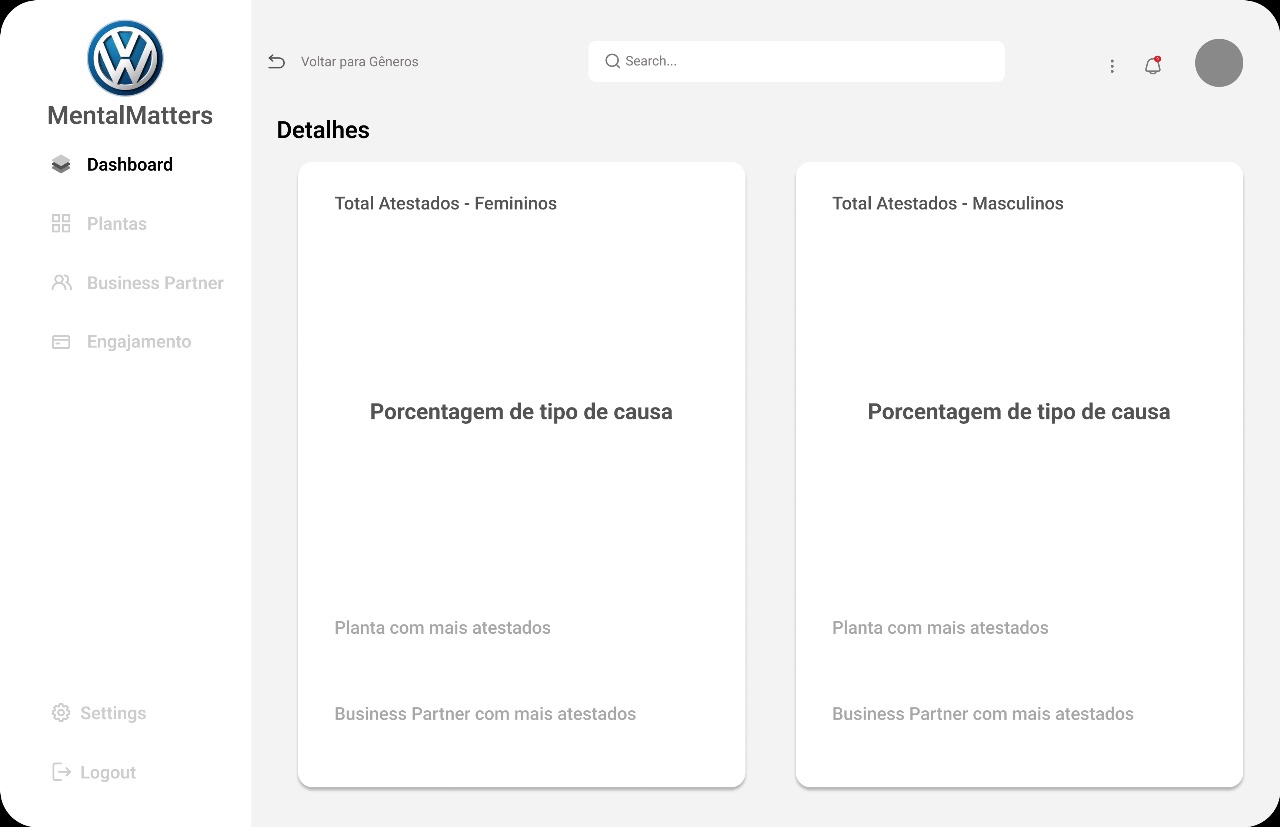 MentalMatters
Dashboard
Plantas
Business Partner
Engajamento
Settings
Logout
Voltar para Gêneros
Search...
Detalhes
Total Atestados - Femininos
Porcentagem de tipo de causa
Planta com mais atestados
Business Partner com mais atestados
Total Atestados - Masculinos
Porcentagem de tipo de causa
Planta com mais atestados
Business Partner com mais atestados